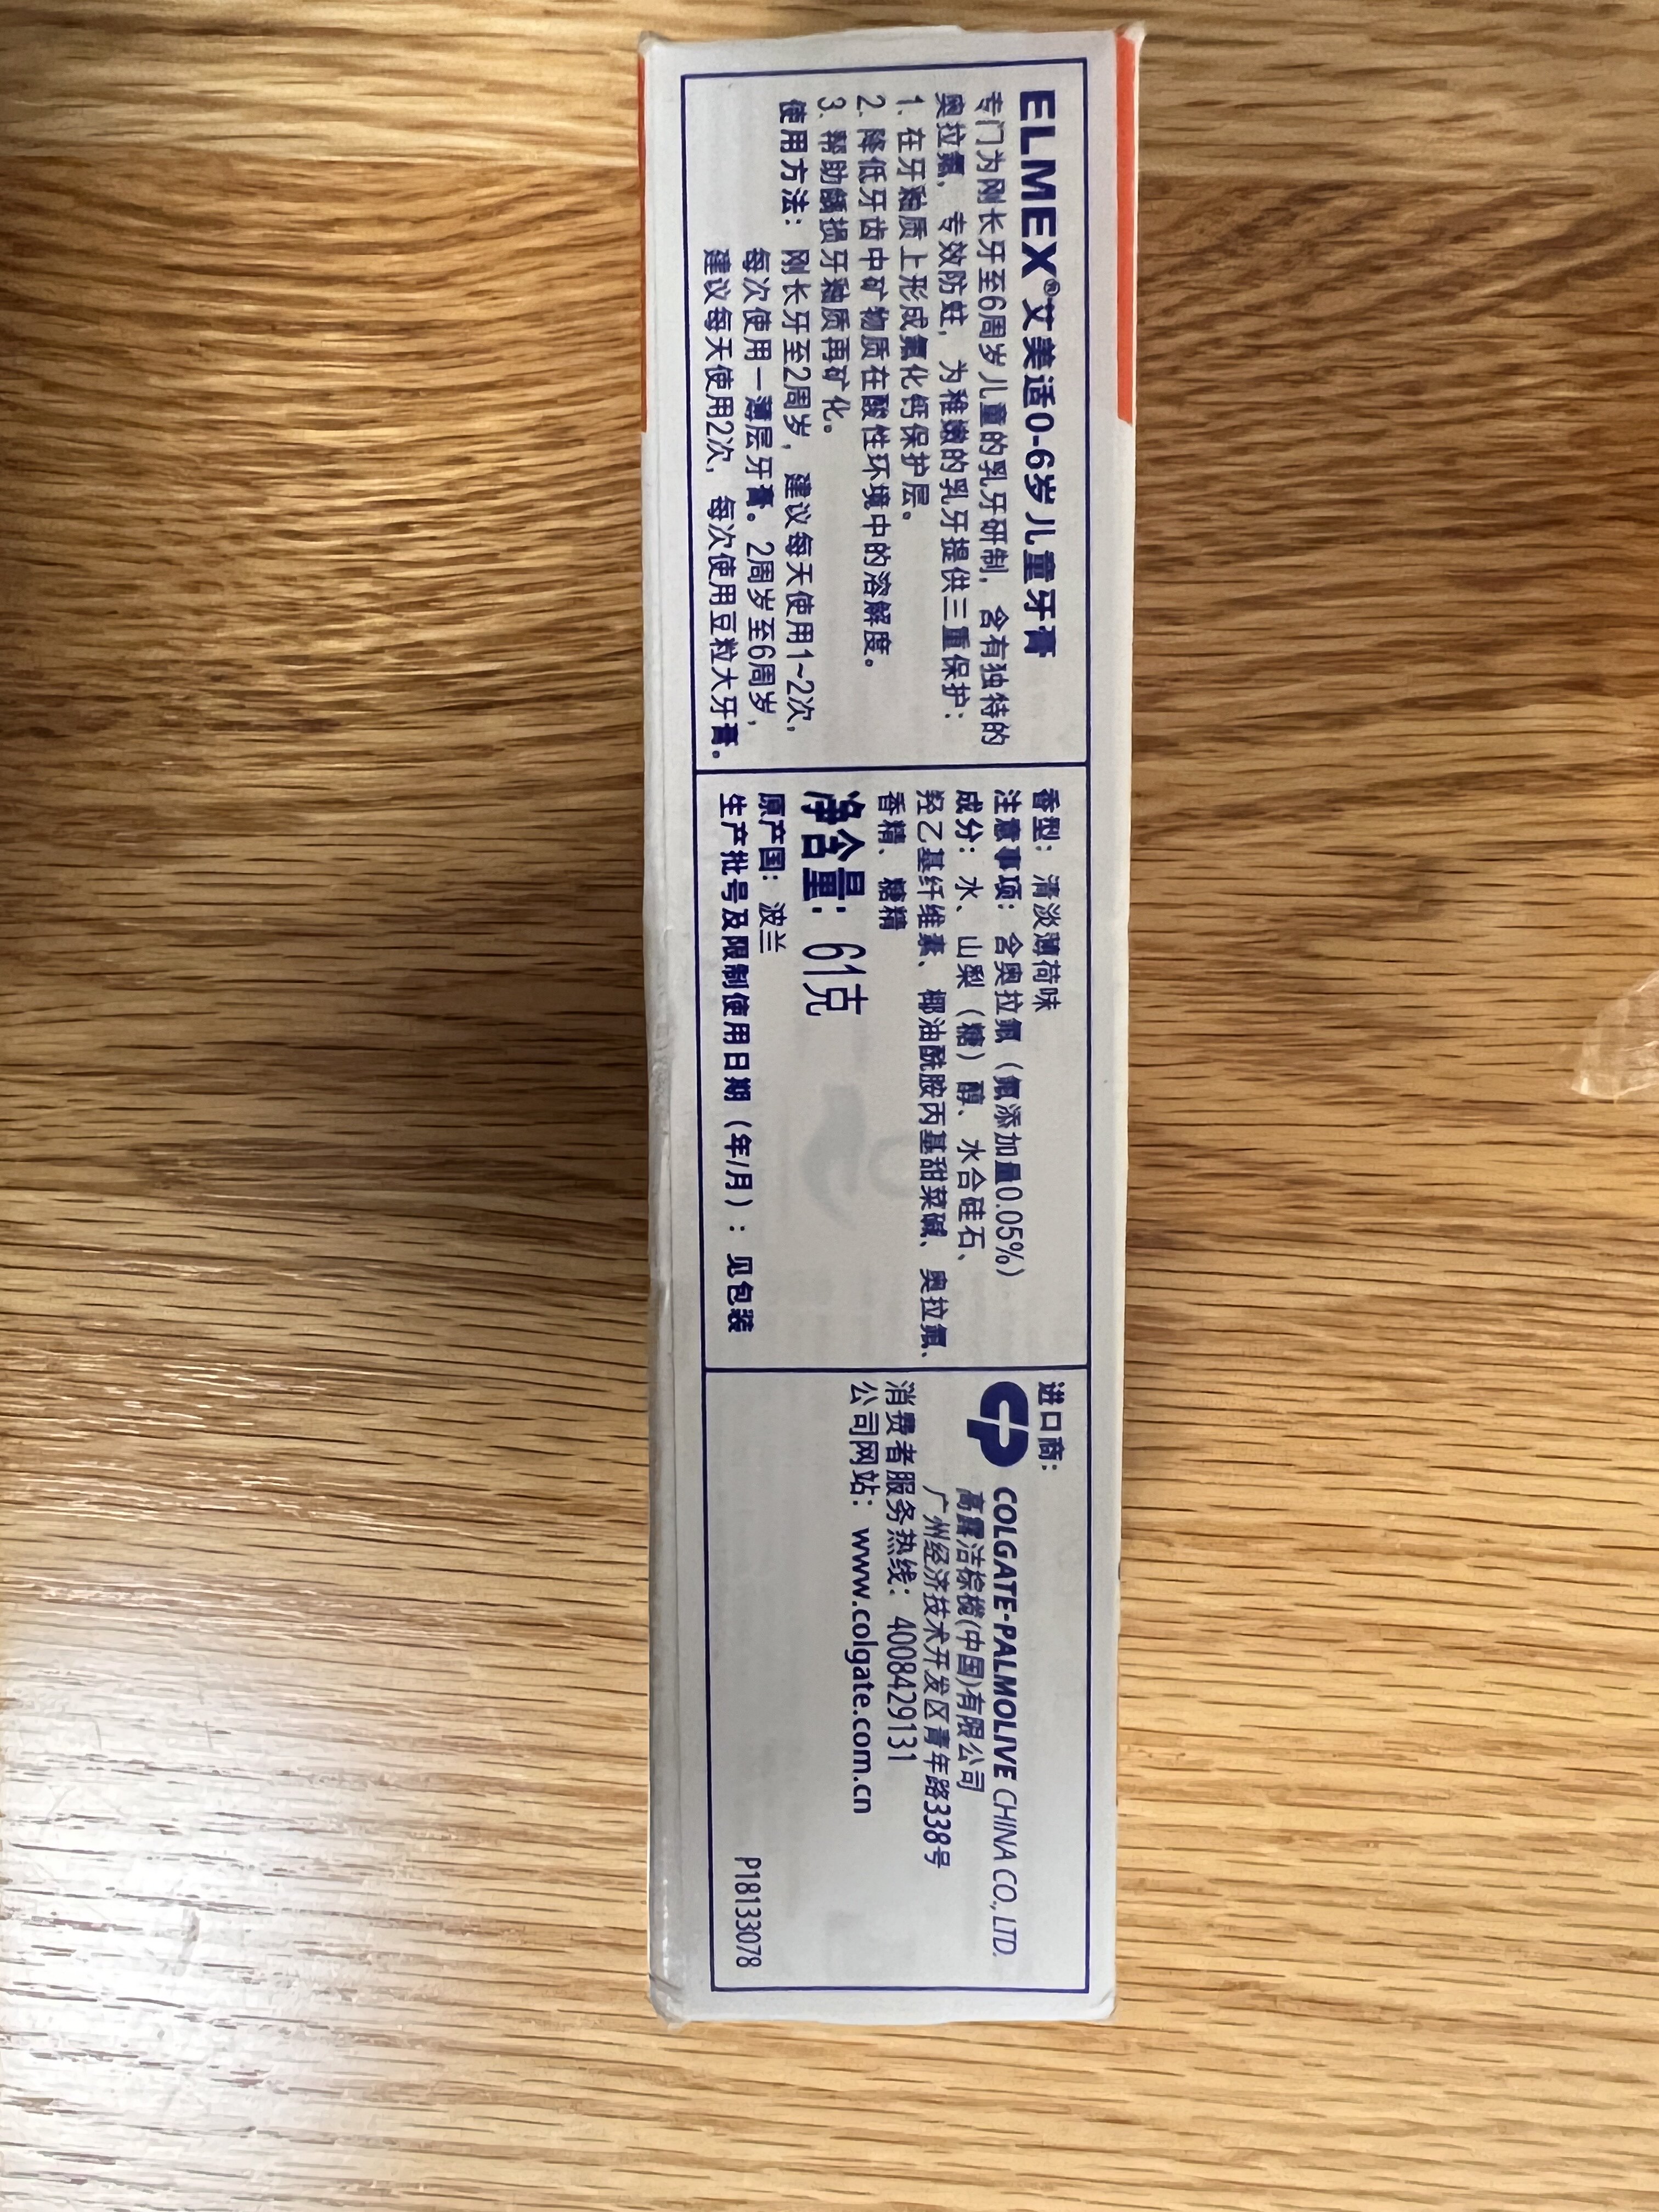 ELMEX®艾美适0-6岁儿童牙膏
专门为刚长牙至6周岁儿童的乳牙研制，含有独特的
奥拉氟，专效防蛀，为稚嫩的乳牙提供三重保护：
1. 在牙釉质上形成氟化钙保护层。
2. 降低牙齿中矿物质在酸性环境中的溶解度。
3. 帮助龋损牙釉质再矿化。
使用方法：刚长牙至2周岁，建议每天使用1~2次，
每次使用一薄层牙膏。2周岁至6周岁，
建议每天使用2次，每次使用豆粒大牙膏。
香型：清淡薄荷味
注意事项：含奥拉氟（氟添加量0.05%）
成分：水、山梨（糖）醇、水合硅石、
羟乙基纤维素、椰油酰胺丙基甜菜碱、奥拉氟、
香精、糖精
净含量：61克
原产国：波兰
生产批号及限制使用日期（年/月）：见包装
进口商：
CP COLGATE-PALMOLIVE CHINA CO., LTD.
高露洁棕榄(中国)有限公司
广州经济技术开发区青年路338号
消费者服务热线：4008429131
公司网站：www.colgate.com.cn
P18133078